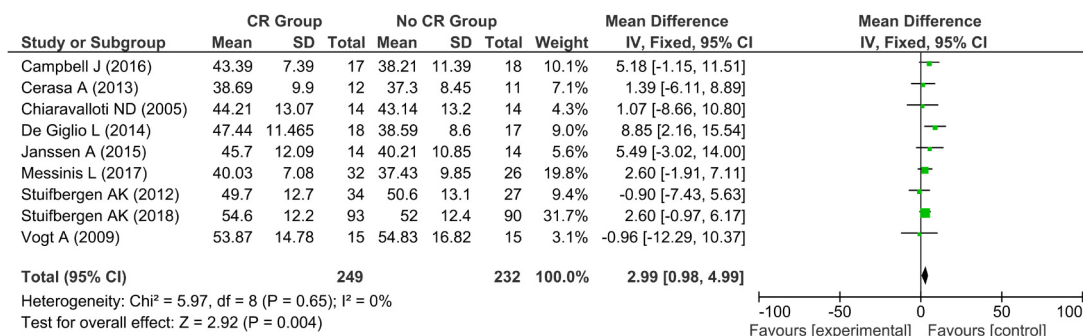 CR Group No CR Group Mean Difference Mean Difference
Study or Subgroup Mean SD Total Mean SD Total Weight IV, Fixed, 95% CI IV, Fixed, 95% CI
Campbell J (2016) 43.39 7.39 17 38.21 11.39 18 10.1% 5.18 [-1.15, 11.51]
Cerasa A (2013) 38.69 9.9 12 37.3 8.45 11 7.1% 1.39 [-6.11, 8.89]
Chiaravalloti ND (2005) 44.21 13.07 14 43.14 13.2 14 4.3% 1.07 [-8.66, 10.80]
De Giglio L (2014) 47.44 11.465 18 38.59 8.6 17 9.0% 8.85 [2.16, 15.54]
Janssen A (2015) 45.7 12.09 14 40.21 10.85 14 5.6% 5.49 [-3.02, 14.00]
Messinis L (2017) 40.03 7.08 32 37.43 9.85 26 19.8% 2.60 [-1.91, 7.11]
Stuifbergen AK (2012) 49.7 12.7 34 50.6 13.1 27 9.4% -0.90 [-7.43, 5.63]
Stuifbergen AK (2018) 54.6 12.2 93 52 12.4 90 31.7% 2.60 [-0.97, 6.17]
Vogt A (2009) 53.87 14.78 15 54.83 16.82 15 3.1% -0.96 [-12.29, 10.37]
Total (95% CI) 249 232 100.0% 2.99 [0.98, 4.99]
Heterogeneity: Chi² = 5.97, df = 8 (P = 0.65); I² = 0%
Test for overall effect: Z = 2.92 (P = 0.004)
-100 -50 0 50 100
Favours [experimental] Favours [control]